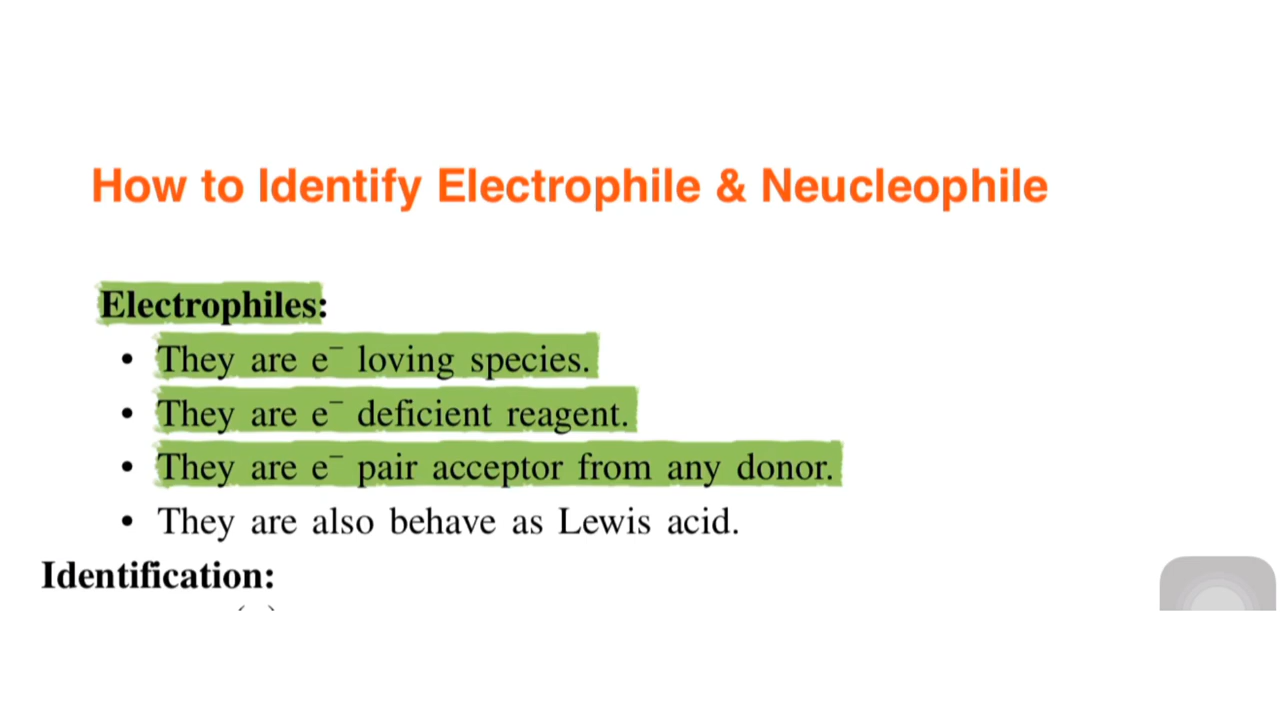 How to Identify Electrophile & Neucleophile
Electrophiles:
• They are e⁻ loving species.
• They are e⁻ deficient reagent.
• They are e⁻ pair acceptor from any donor.
• They are also behave as Lewis acid.
Identification: